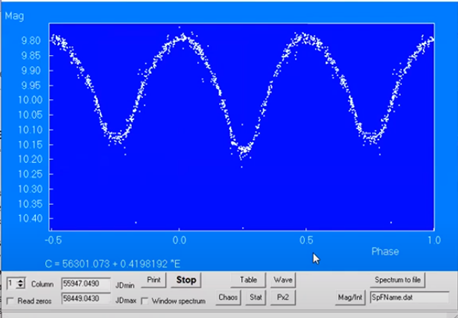 Mag
9.80
9.85
9.90
9.95
10.00
10.05
10.10
10.15
10.20
10.25
10.30
10.35
10.40
-0.5 0.0 0.5 1.0
Phase
C = 56301.073 + 0.4198192 *E
1 Column 55947.0490 JDmin Print Stop Table Wave Spectrum to file
Read zeros 58449.0430 JDmax Window spectrum Chaos Stat Px2 Mag/Int SpFName.dat